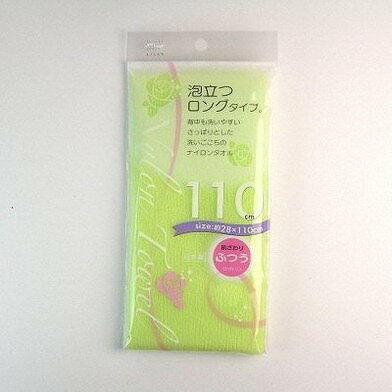 泡立つ
ロングタイプ。
背中も洗いやすい
さっぱりとした
洗いごこちの
ナイロンタオル
110cm
size:約28×110cm
肌ざわり
ふつう
Nylon Towel